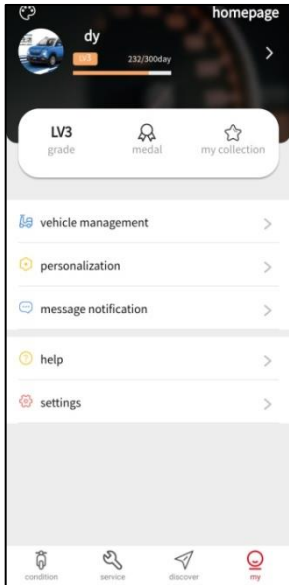 homepage
dy
LV3 232/300day
LV3 medal my collection
grade
vehicle management
personalization
message notification
help
settings
condition service discover my